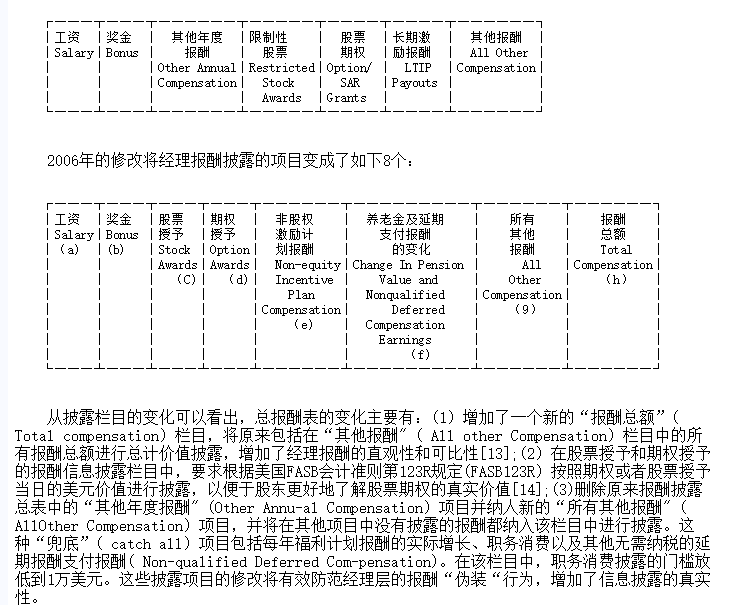 工资 奖金 其他年度 限制性 股票 长期激 其他报酬
Salary Bonus 报酬 股票 期权 励报酬 All Other
Other Annual Restricted Option/ LTIP Compensation
Compensation Stock SAR Payouts
Awards Grants
2006年的修改将经理报酬披露的项目变成了如下8个:
工资 奖金 股票 期权 非股权 养老金及延期 所有 报酬
Salary Bonus 授予 授予 激励计 支付报酬 其他 总额
(a) (b) Stock Option 划报酬 的变化 报酬 Total
Awards Awards Non-equity Change In Pension All Compensation
(C) (d) Incentive Value and Other (h)
Plan Nonqualified Compensation
Compensation Deferred (9)
(e) Compensation
Earnings
(f)
从披露栏目的变化可以看出，总报酬表的变化主要有:(1) 增加了一个新的“报酬总额”(
Total compensation) 栏目，将原来包括在“其他报酬" ( All other Compensation) 栏目中的所
有报酬总额进行总计价值披露，增加了经理报酬的直观性和可比性[13];(2) 在股票授予和期权授予
的报酬信息披露栏目中，要求根据美国FASB会计准则第123R规定(FASB123R) 按照期权或者股票授予
当日的美元价值进行披露，以便于股东更好地了解股票期权的真实价值[14];(3)删除原来报酬披露
总表中的“其他年度报酬" (Other Annu-al Compensation) 项目并纳人新的“所有其他报酬" (
AllOther Compensation) 项目，并将在其他项目中没有披露的报酬都纳入该栏目中进行披露。这
种“兜底”( catch all) 项目包括每年福利计划报酬的实际增长、职务消费以及其他无需纳税的延
期报酬支付报酬( Non-qualified Deferred Com-pensation)。在该栏目中，职务消费披露的门槛放
低到1万美元。这些披露项目的修改将有效防范经理层的报酬“伪装“行为，增加了信息披露的真实
性。